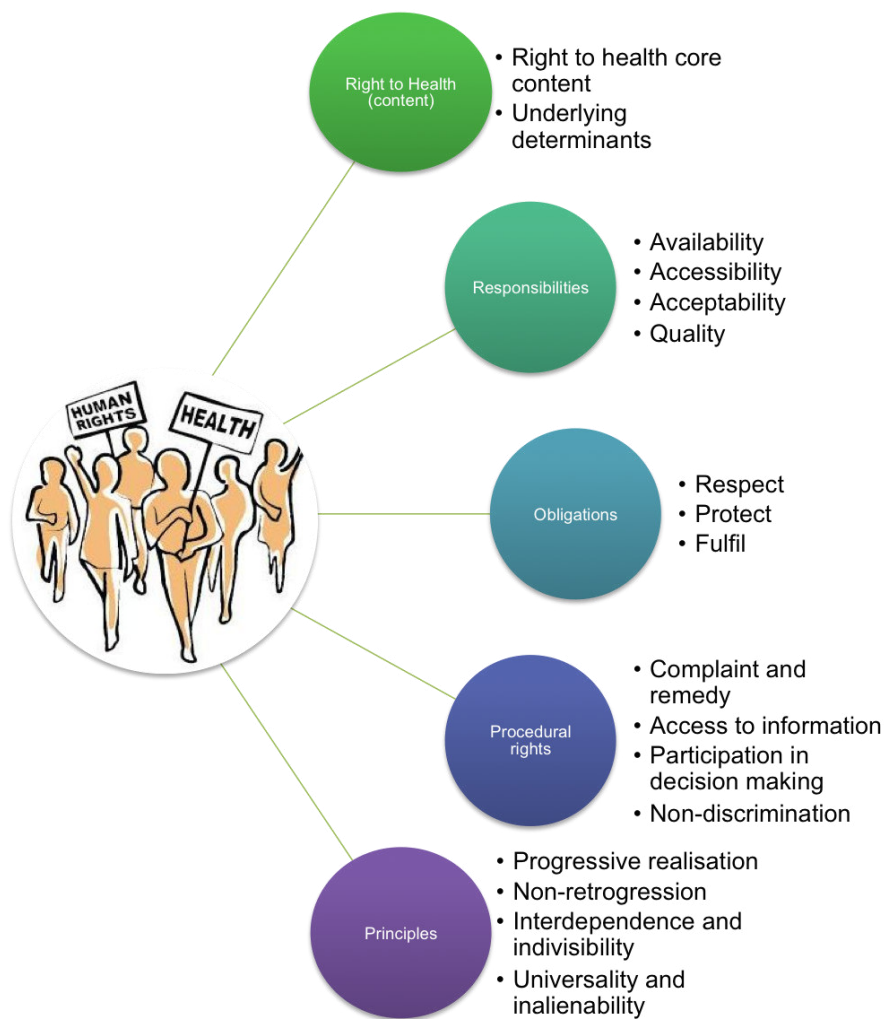 Right to Health
(content)
• Right to health core
content
• Underlying
determinants
Responsibilities
• Availability
• Accessibility
• Acceptability
• Quality
HUMAN
RIGHTS
HEALTH
Obligations
• Respect
• Protect
• Fulfil
Procedural
rights
• Complaint and
remedy
• Access to information
• Participation in
decision making
• Non-discrimination
Principles
• Progressive realisation
• Non-retrogression
• Interdependence and
indivisibility
• Universality and
inalienability